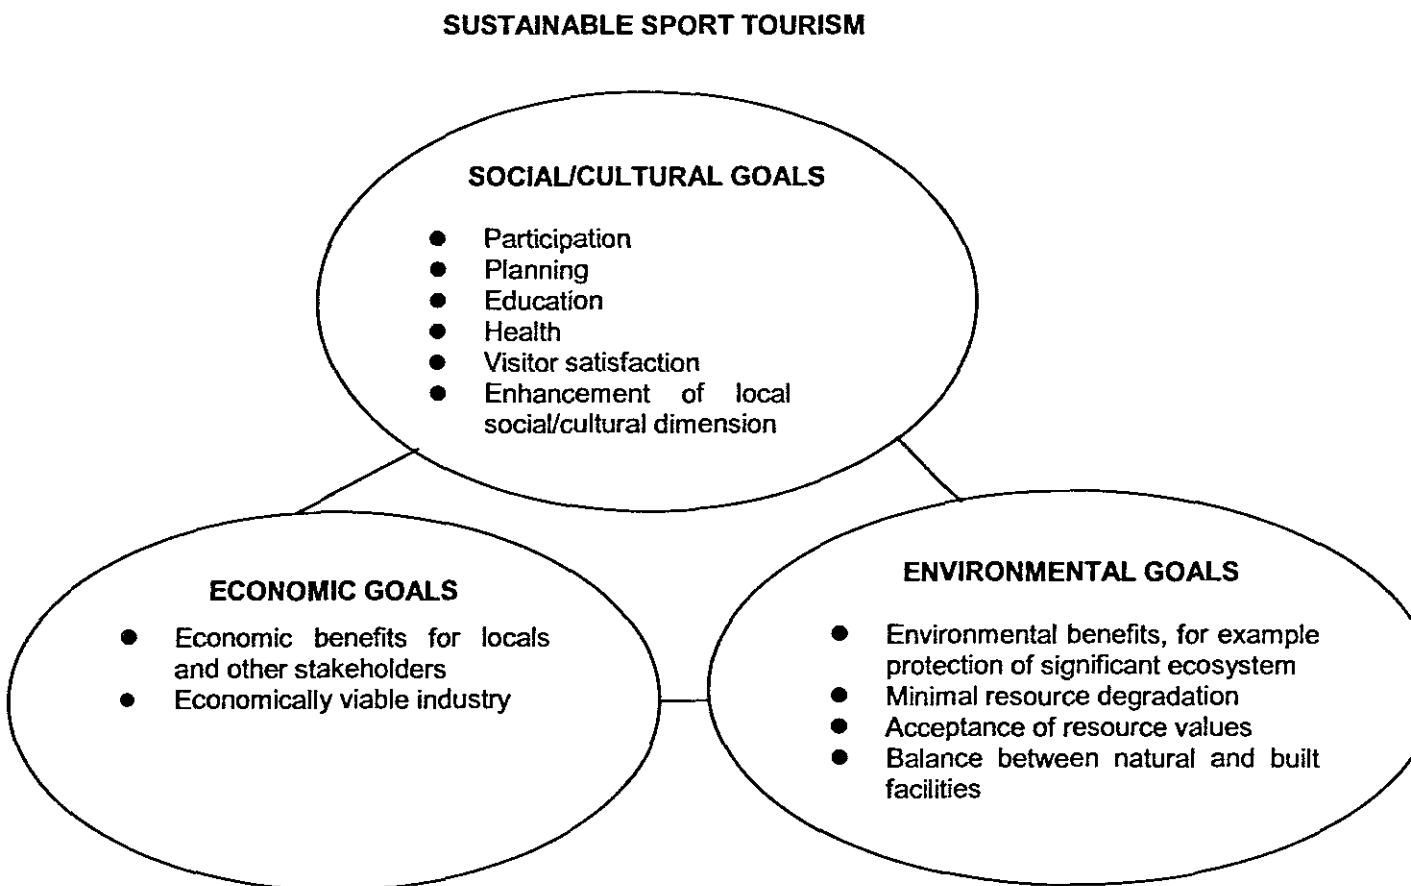 SUSTAINABLE SPORT TOURISM
SOCIAL/CULTURAL GOALS
● Participation
● Planning
● Education
● Health
● Visitor satisfaction
● Enhancement of local
social/cultural dimension
ECONOMIC GOALS
● Economic benefits for locals
and other stakeholders
● Economically viable industry
ENVIRONMENTAL GOALS
● Environmental benefits, for example
protection of significant ecosystem
● Minimal resource degradation
● Acceptance of resource values
● Balance between natural and built
facilities